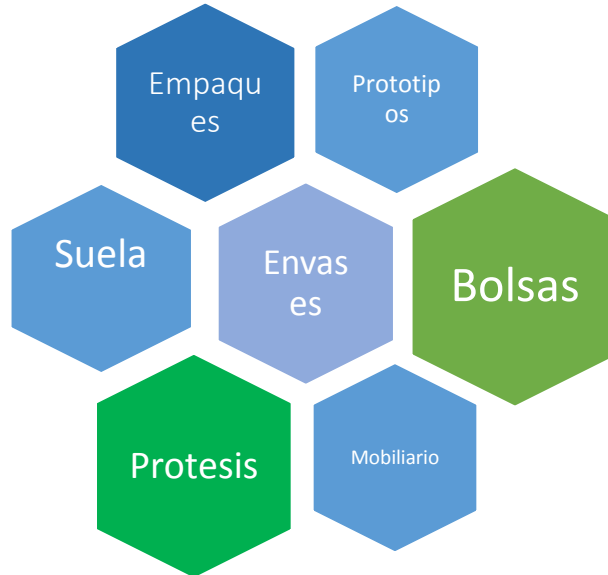 Empaqu
es
Prototip
os
Suela
Envas
es
Bolsas
Protesis
Mobiliario